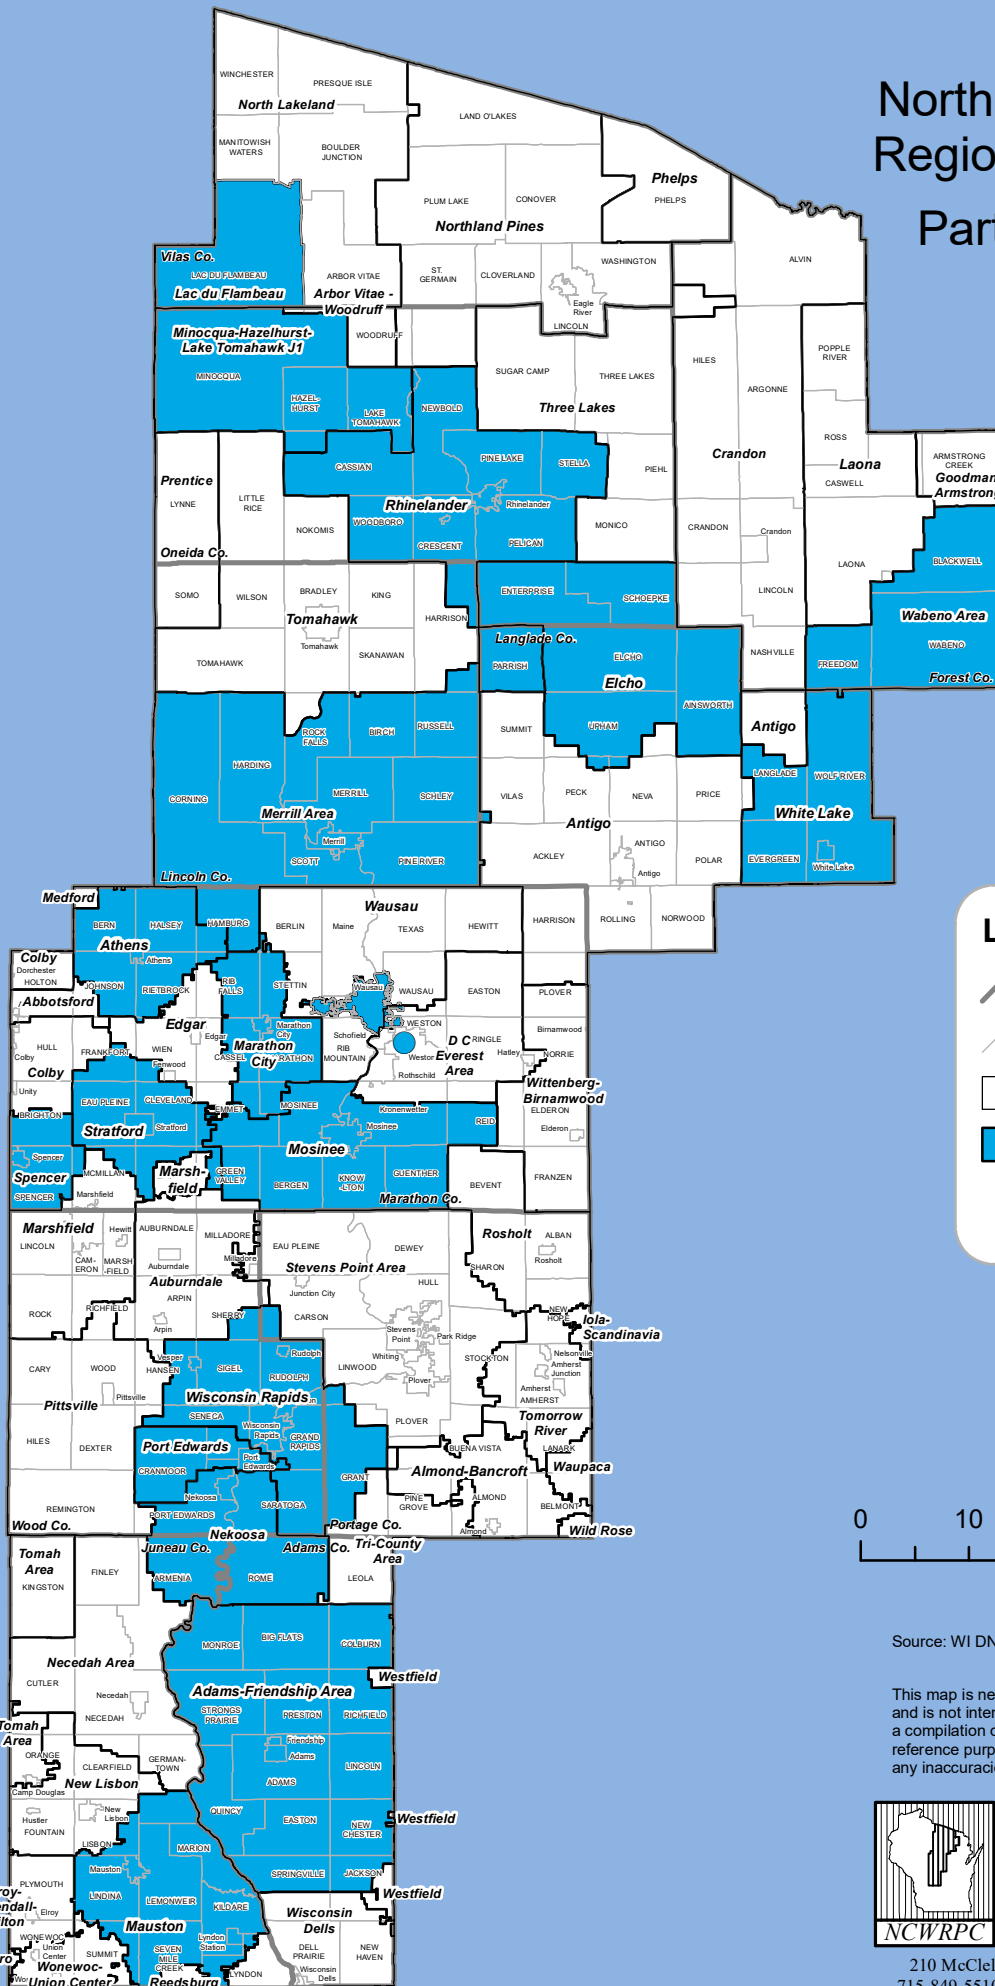 North
Regio
Part
WINCHESTER
PRESQUE ISLE
North Lakeland
LAND O'LAKES
MANITOWISH
WATERS
BOULDER
JUNCTION
Phelps
PHELPS
PLUM LAKE
CONOVER
Northland Pines
Vilas Co.
LAC DU FLAMBEAU
Lac du Flambeau
ARBOR VITAE
Arbor Vitae -
Woodruff
ST.
GERMAIN
CLOVERLAND
WASHINGTON
Eagle
River
LINCOLN
ALVIN
Minocqua-Hazelhurst-
Lake Tomahawk J1
WOODRUFF
MINOCQUA
HAZEL-
HURST
LAKE
TOMAHAWK
NEWBOLD
SUGAR CAMP
THREE LAKES
Three Lakes
HILES
ARGONNE
POPPLE
RIVER
Crandon
ROSS
Laona
CASWELL
ARMSTRONG
CREEK
Goodman
Armstrong
Prentice
LYNNE
LITTLE
RICE
CASSIAN
PINE LAKE
STELLA
PIEHL
Rhinelander
Rhinelander
NOKOMIS
WOODBORO
CRESCENT
PELICAN
MONICO
CRANDON
Crandon
Oneida Co.
LAONA
BLACKWELL
SOMO
WILSON
BRADLEY
KING
Tomahawk
HARRISON
ENTERPRISE
SCHOEPKE
LINCOLN
Wabeno Area
WABENO
Tomahawk
SKANAWAN
TOMAHAWK
Langlade Co.
PARRISH
ELCHO
Elcho
NASHVILLE
FREEDOM
Forest Co.
AINSWORTH
ROCK
FALLS
BIRCH
RUSSELL
SUMMIT
UPHAM
Antigo
HARDING
LANGLADE
WOLF RIVER
CORNING
MERRILL
SCHLEY
VILAS
PECK
NEVA
PRICE
Merrill Area
Merrill
Antigo
White Lake
SCOTT
PINE RIVER
ACKLEY
ANTIGO
Antigo
POLAR
EVERGREEN
White Lake
Lincoln Co.
Medford
BERN
HALSEY
HAMBURG
BERLIN
Maine
Wausau
TEXAS
HEWITT
HARRISON
ROLLING
NORWOOD
Athens
Athens
Colby
Dorchester
HOLTON
JOHNSON
RIETBROCK
RIB
FALLS
STETTIN
Wausau
WAUSAU
EASTON
PLOVER
Abbotsford
Edgar
Edgar
Marathon
City
Marathon
City
MARATHON
CASSEL
Schofield
RIB
MOUNTAIN
WESTON
Weston
Rothschild
D C
Everest
Area
RINGLE
Hatley
NORRIE
Birnamwood
HULL
Colby
Colby
FRANKFORT
WIEN
Fenwood
Unity
Wittenberg-
Birnamwood
ELDERON
Elderon
BRIGHTON
EAU PLEINE
CLEVELAND
EMMET
MOSINEE
Kronenwetter
Mosinee
REID
Stratford
Stratford
Mosinee
Spencer
Spencer
SPENCER
MCMILLAN
Marshfield
Marsh-
field
GREEN
VALLEY
BERGEN
KNOW
-LTON
GUENTHER
Marathon Co.
BEVENT
FRANZEN
Marshfield
LINCOLN
Hewitt
CAM-
ERON
MARSH
-FIELD
AUBURNDALE
Auburndale
Auburndale
MILLADORE
Milladore
EAU PLEINE
DEWEY
Stevens Point Area
Rosholt
ALBAN
Rosholt
SHARON
Junction City
HULL
ROCK
RICHFIELD
ARPIN
Arpin
SHERRY
CARSON
NEW
HOPE
Iola-
Scandinavia
Stevens
Point
Park Ridge
Whiting
Plover
LINWOOD
STOCKTON
Nelsonville
Amherst
Junction
Amherst
AMHERST
CARY
WOOD
Vesper
HANSEN
SIGEL
Rudolph
RUDOLPH
Pittsville
Pittsville
Wisconsin Rapids
SENECA
Wisconsin
Rapids
GRAND
RAPIDS
PLOVER
Tomorrow
River
HILES
DEXTER
Port Edwards
Port
Edwards
CRANMOOR
BUENA VISTA
LANARK
Almond-Bancroft
Waupaca
GRANT
Nekoosa
PORT EDWARDS
SARATOGA
PINE
GROVE
ALMOND
Almond
BELMONT
REMINGTON
Wood Co.
Nekoosa
Portage Co.
Wild Rose
Juneau Co.
Adams Co.
Tri-County
Area
Tomah
Area
KINGSTON
FINLEY
ARMENIA
ROME
LEOLA
MONROE
BIG FLATS
COLBURN
Necedah Area
CUTLER
Necedah
NECEDAH
Westfield
Adams-Friendship Area
STRONGS
PRAIRIE
PRESTON
RICHFIELD
Friendship
Adams
Tomah
Area
ORANGE
CLEARFIELD
GERMAN-
TOWN
LINCOLN
ADAMS
Camp Douglas
New Lisbon
New
Lisbon
Hustler
FOUNTAIN
LISBON
QUINCY
EASTON
NEW
CHESTER
Westfield
MARION
Mauston
PLYMOUTH
LINDINA
LEMONWEIR
KILDARE
SPRINGVILLE
JACKSON
Westfield
roy-
endall-
ilton
Elroy
WONEWOC
Mauston
Wisconsin
Dells
Union
Center
SUMMIT
SEVEN
MILE
CREEK
Lyndon
Station
LYNDON
DELL
PRAIRIE
NEW
HAVEN
Wisconsin
Dells
Wonewoc-
Union Center
Reedsburg
L
0
10
Source: WI DN
This map is ne
and is not inter
a compilation o
reference purp
any inaccuraci
NCWRPC
210 McClel
715-849-5510